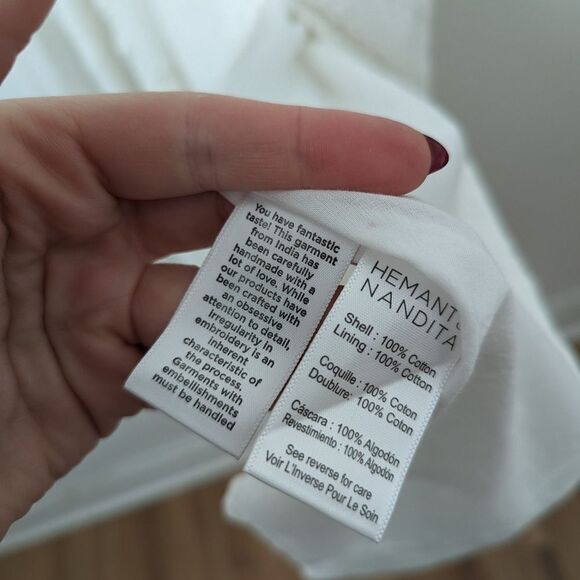 You have fantastic
taste! This garment
from India has
been carefully
handmade with a
lot of love. While
our products have
been crafted with
an obsessive
attention to detail,
Irregularity in
embroidery is an
inherent
characteristic of
the process.
Garments with
embellishments
must be handled
HEMANT
NANDITA
Shell : 100% Cotton
Lining : 100% Cotton
Coquille : 100% Coton
Doublure : 100% Coton
Cáscara : 100% Algodón
Revestimiento : 100% Algodón
See reverse for care
Voir L'Inverse Pour Le Soin